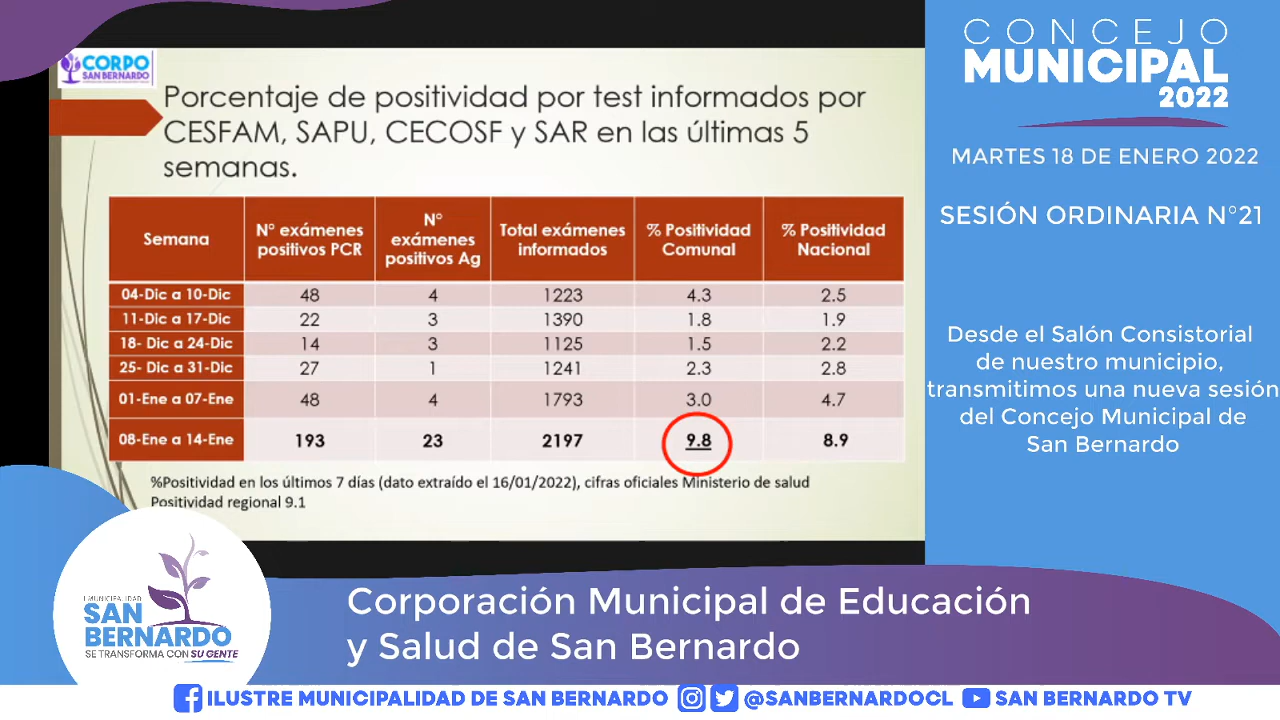 CORPO
SAN BERNARDO
Porcentaje de positividad por test informados por
CESFAM, SAPU, CECOSF y SAR en las últimas 5
semanas.
Semana | N° exámenes positivos PCR | N° exámenes positivos Ag | Total exámenes informados | % Positividad Comunal | % Positividad Nacional
04-Dic a 10-Dic | 48 | 4 | 1223 | 4.3 | 2.5
11-Dic a 17-Dic | 22 | 3 | 1390 | 1.8 | 1.9
18- Dic a 24-Dic | 14 | 3 | 1125 | 1.5 | 2.2
25- Dic a 31-Dic | 27 | 1 | 1241 | 2.3 | 2.8
01-Ene a 07-Ene | 48 | 4 | 1793 | 3.0 | 4.7
08-Ene a 14-Ene | 193 | 23 | 2197 | 9.8 | 8.9
%Positividad en los últimos 7 días (dato extraído el 16/01/2022), cifras oficiales Ministerio de salud
Positividad regional 9.1
CONCEJO
MUNICIPAL
2022
MARTES 18 DE ENERO 2022
SESIÓN ORDINARIA N°21
Desde el Salón Consistorial
de nuestro municipio,
transmitimos una nueva sesión
del Concejo Municipal de
San Bernardo
I MUNICIPALIDAD
SAN
BERNARDO
SE TRANSFORMA CON SU GENTE
Corporación Municipal de Educación
y Salud de San Bernardo
ILUSTRE MUNICIPALIDAD DE SAN BERNARDO @SANBERNARDOCL SAN BERNARDO TV